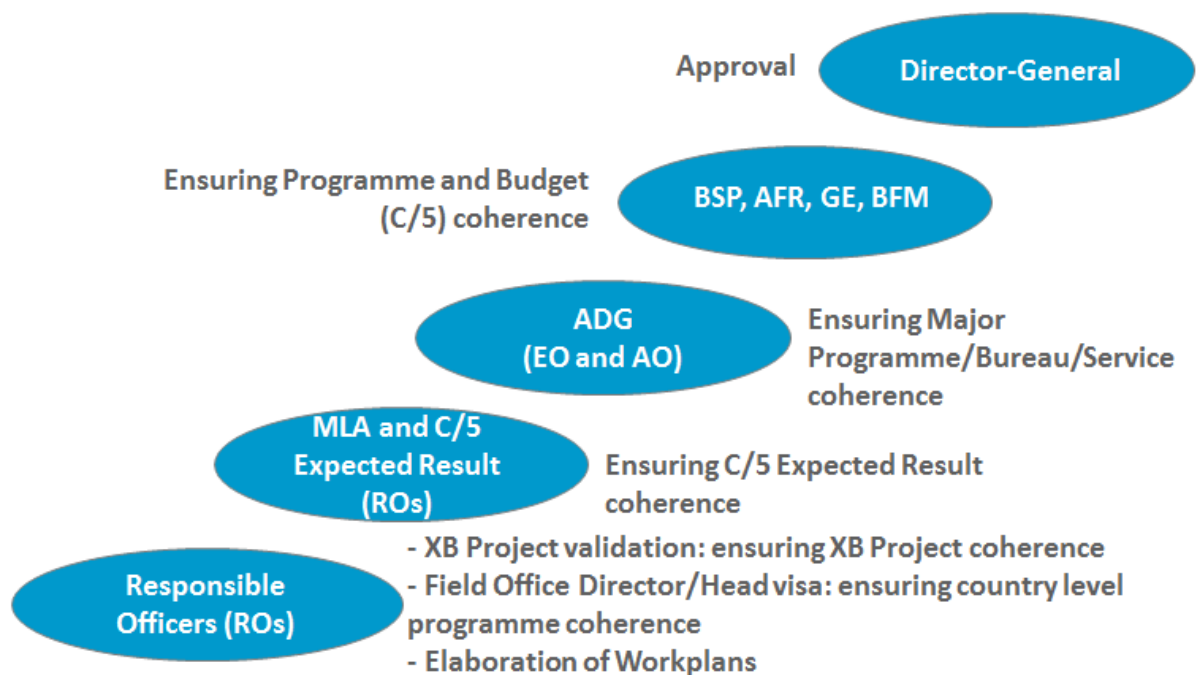 Approval
Director-General
Ensuring Programme and Budget
(C/5) coherence
BSP, AFR, GE, BFM
ADG
(EO and AO)
Ensuring Major
Programme/Bureau/Service
coherence
MLA and C/5
Expected Result
(ROs)
Ensuring C/5 Expected Result
coherence
Responsible
Officers (ROs)
- XB Project validation: ensuring XB Project coherence
- Field Office Director/Head visa: ensuring country level
programme coherence
- Elaboration of Workplans